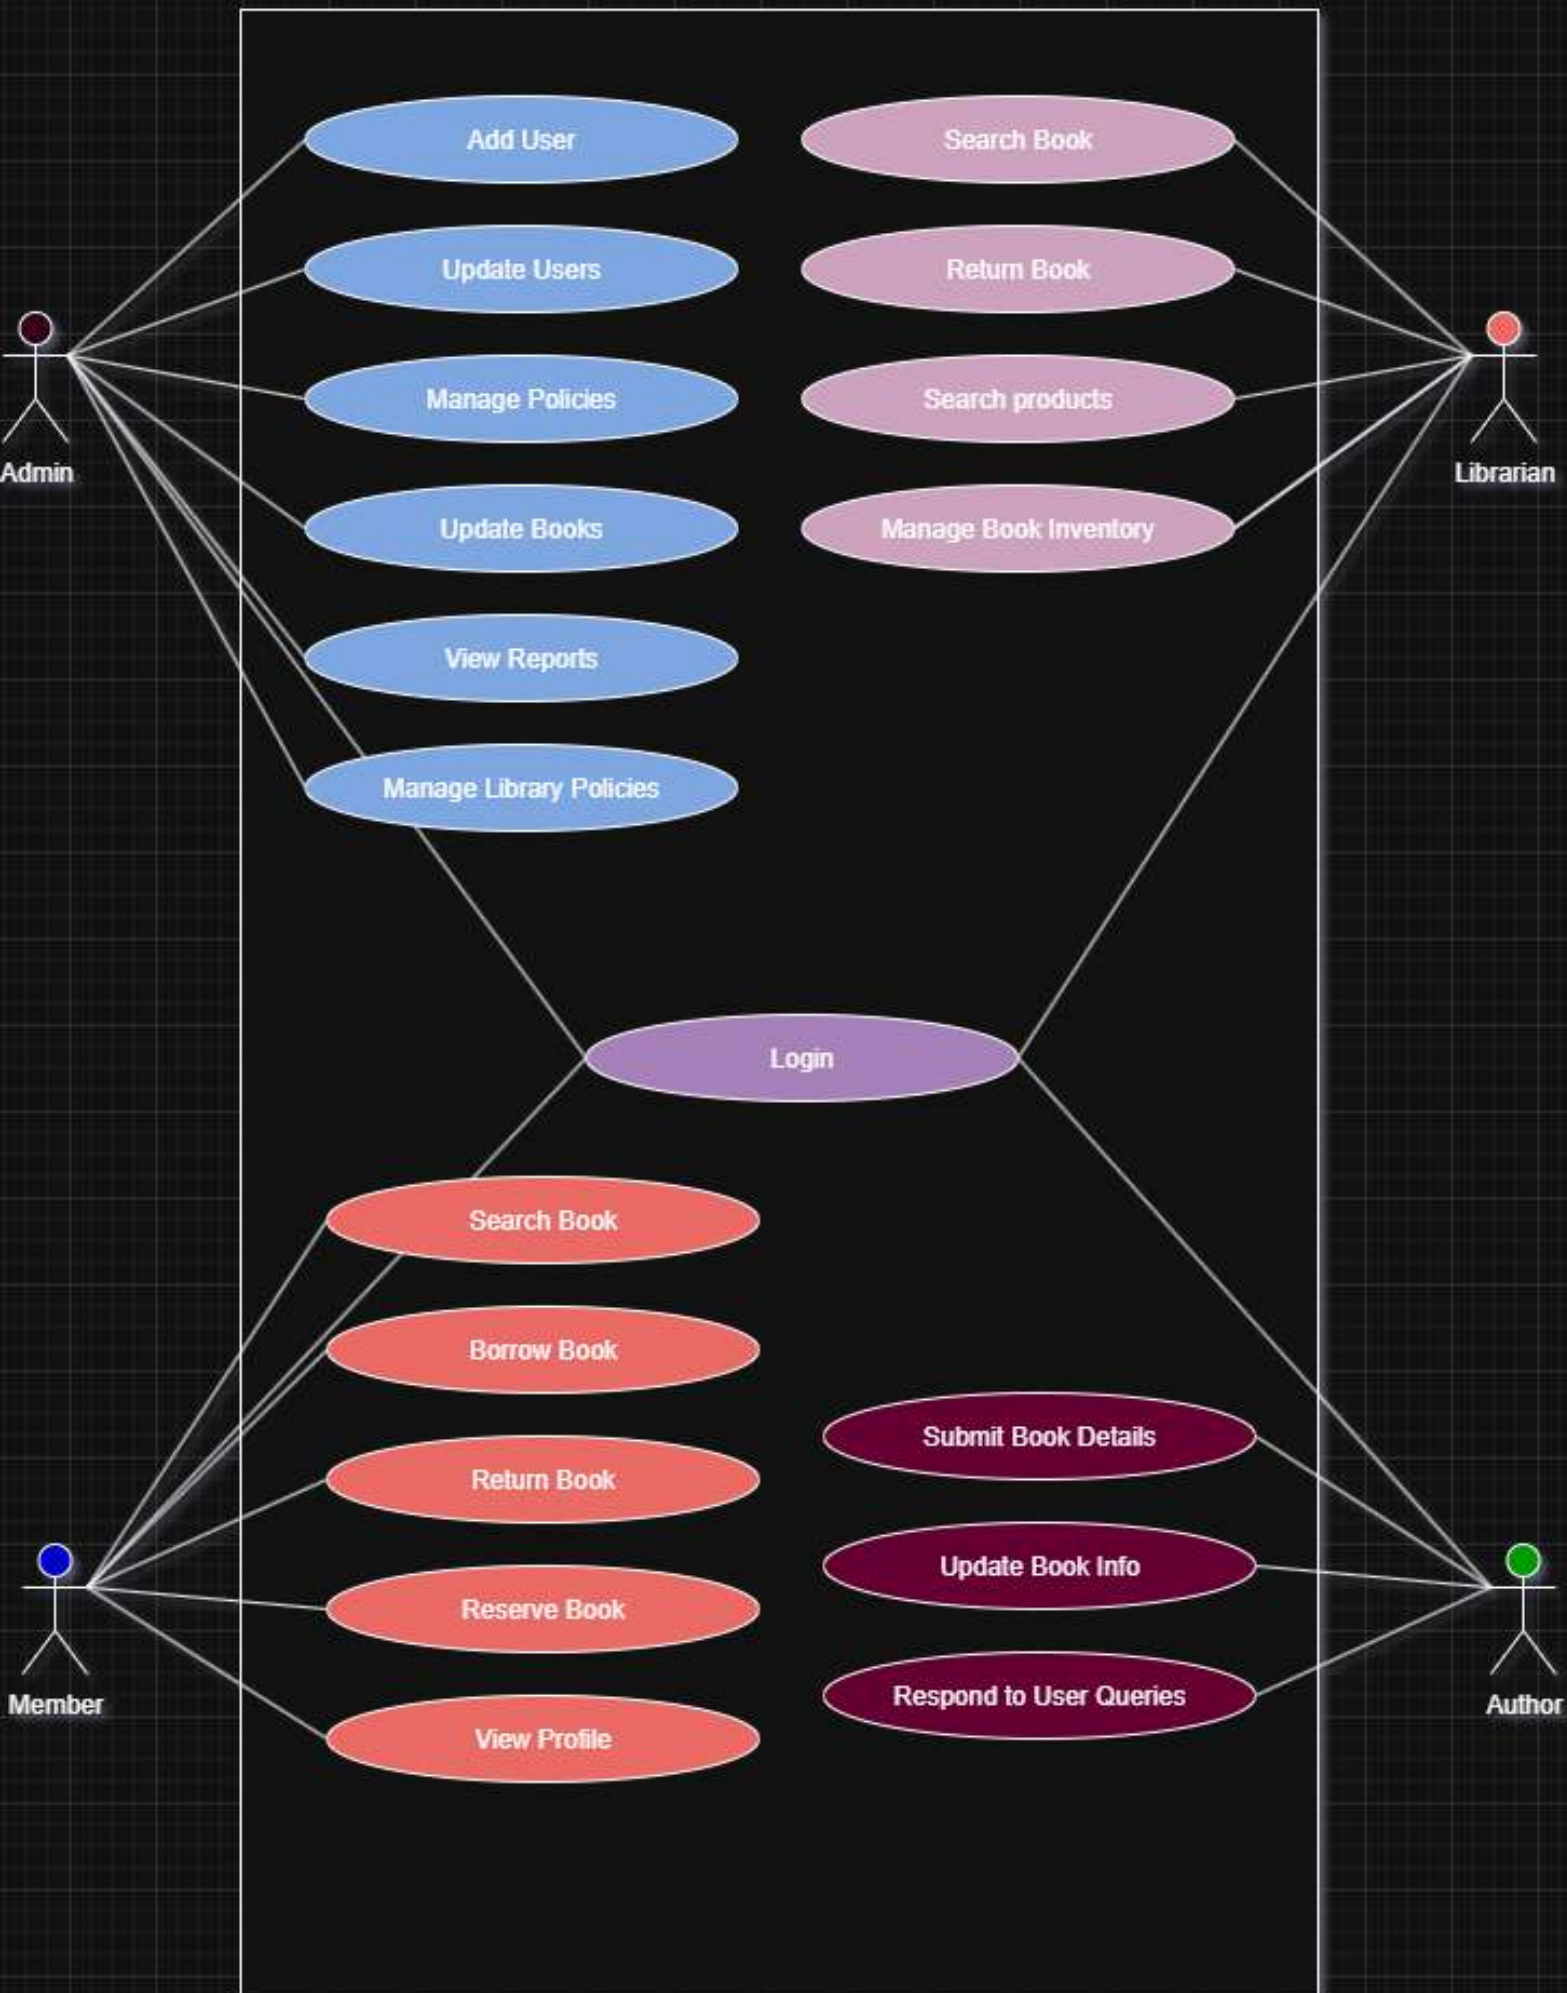 Add User
Search Book
Update Users
Return Book
Admin
Manage Policies
Search products
Librarian
Update Books
Manage Book Inventory
View Reports
Manage Library Policies
Login
Search Book
Borrow Book
Submit Book Details
Return Book
Update Book Info
Reserve Book
Member
Respond to User Queries
Author
View Profile